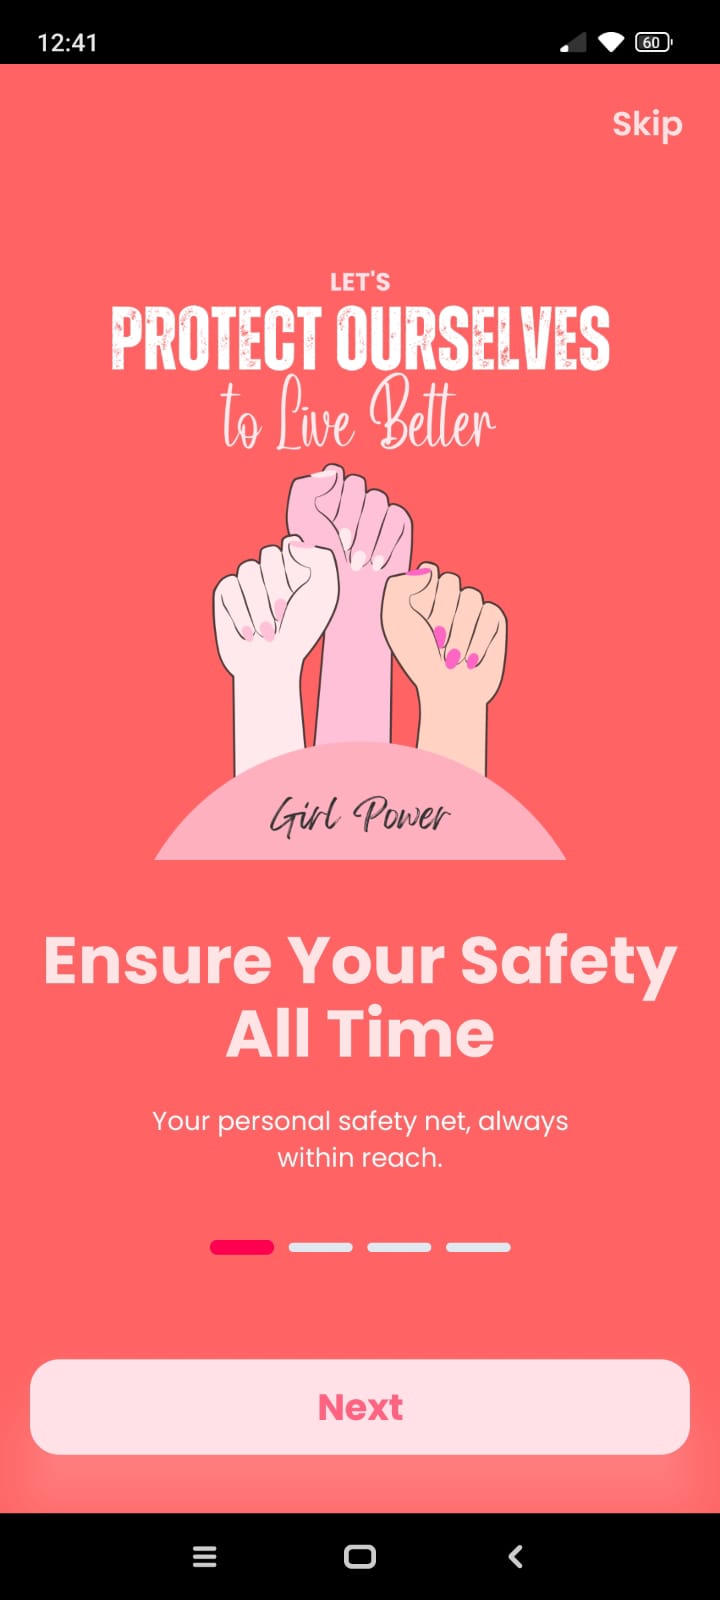 12:41
60
Skip
LET'S
PROTECT OURSELVES
to Live Better
Girl Power
Ensure Your Safety
All Time
Your personal safety net, always
within reach.
Next